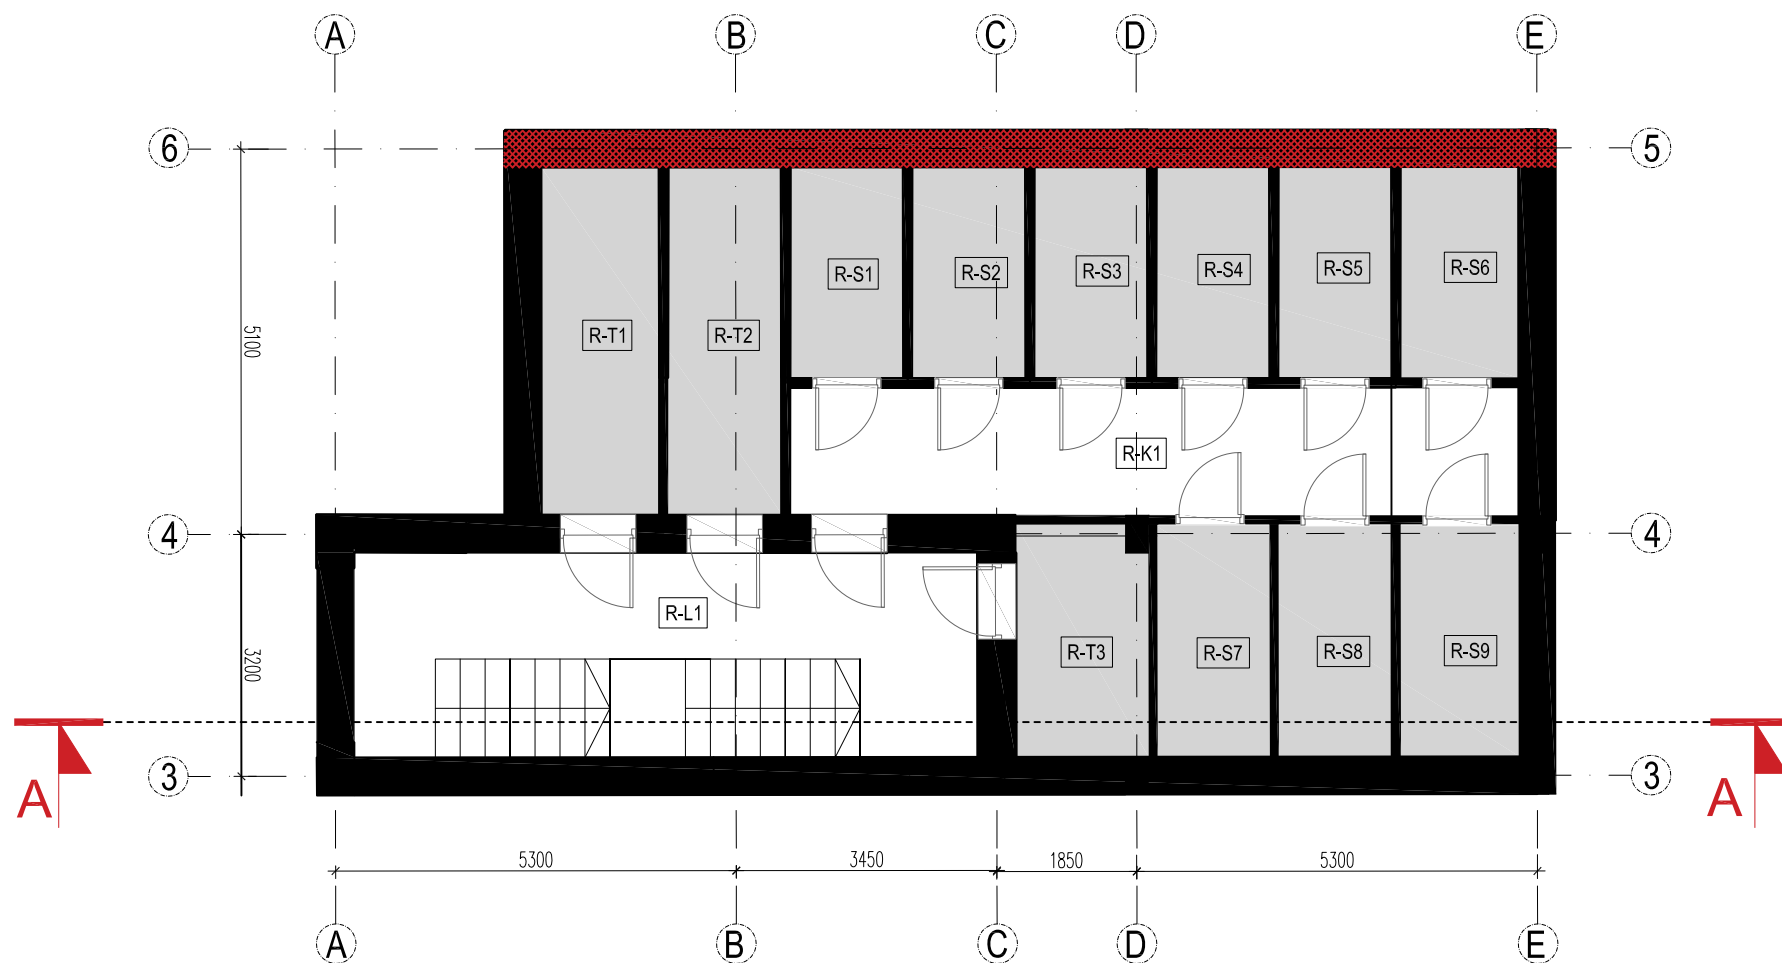 A B C D E
6 5
R-S1 R-S2 R-S3 R-S4 R-S5 R-S6
R-T1 R-T2
5100
R-K1
4 4
R-L1
3200
R-T3 R-S7 R-S8 R-S9
3 3
A A
5300 3450 1850 5300
A B C D E